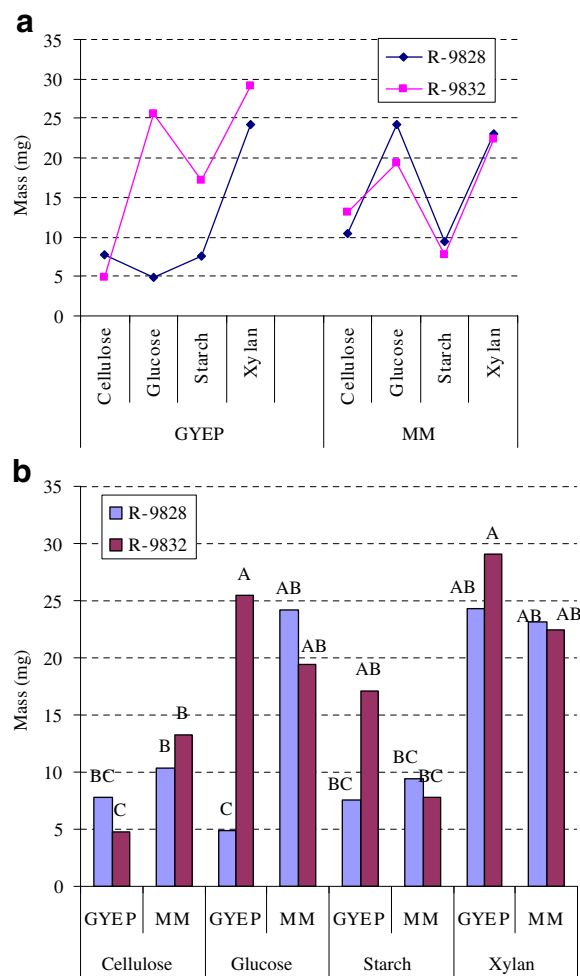 a
35
30
25
20
15
10
5
0
Mass (mg)
R-9828
R-9832
Cellulose
Glucose
Starch
Xylan
Cellulose
Glucose
Starch
Xylan
GYEP
MM
b
35
30
25
20
15
10
5
0
Mass (mg)
R-9828
R-9832
BC
C
B
B
C
A
AB
AB
BC
AB
BC
BC
AB
A
AB
AB
GYEP MM GYEP MM GYEP MM GYEP MM
Cellulose Glucose Starch Xylan